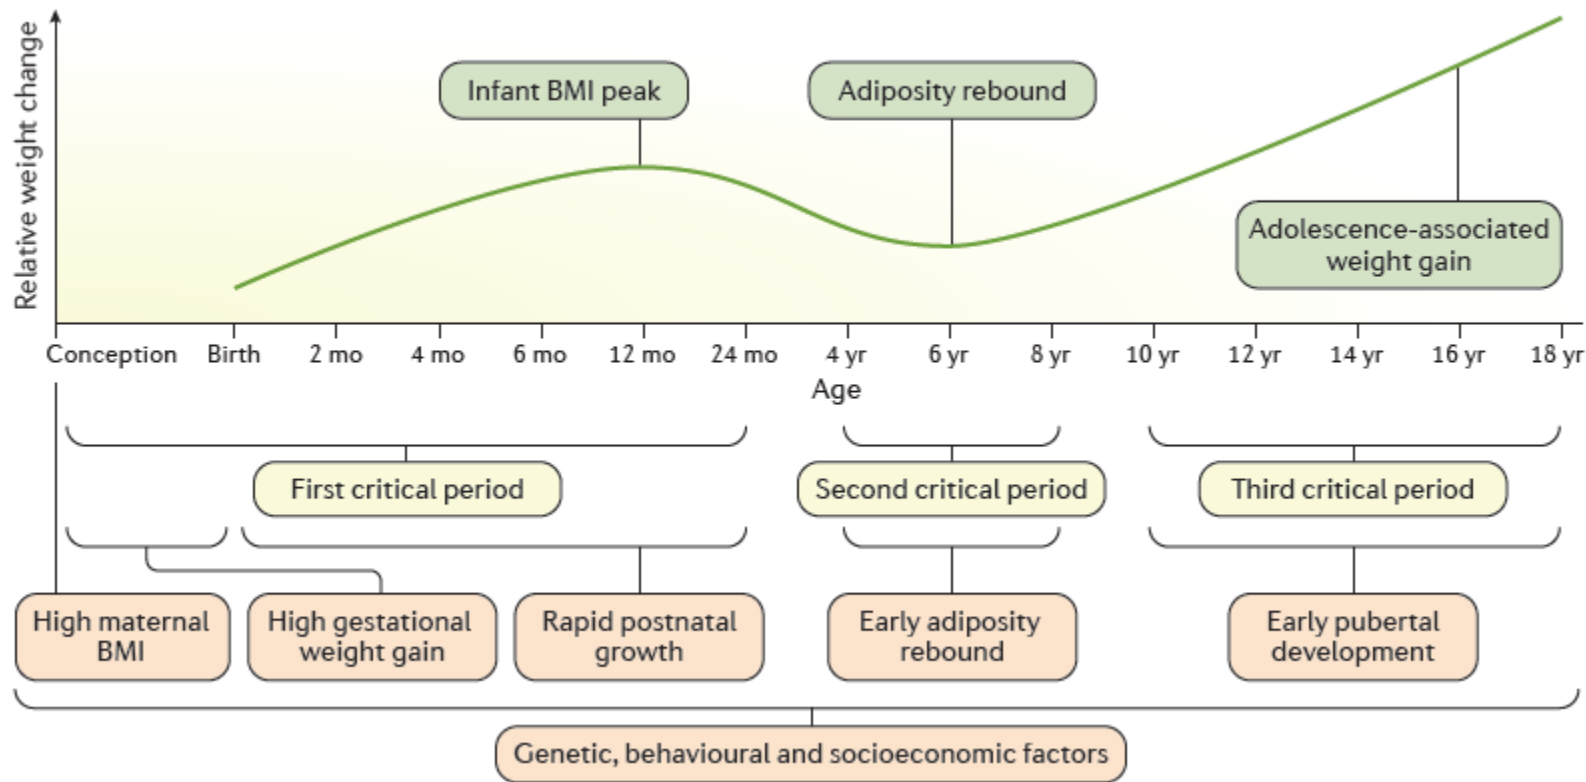 Relative weight change
Infant BMI peak
Adiposity rebound
Adolescence-associated
weight gain
Conception Birth 2 mo 4 mo 6 mo 12 mo 24 mo 4 yr 6 yr 8 yr 10 yr 12 yr 14 yr 16 yr 18 yr
Age
First critical period
Second critical period
Third critical period
High maternal
BMI
High gestational
weight gain
Rapid postnatal
growth
Early adiposity
rebound
Early pubertal
development
Genetic, behavioural and socioeconomic factors